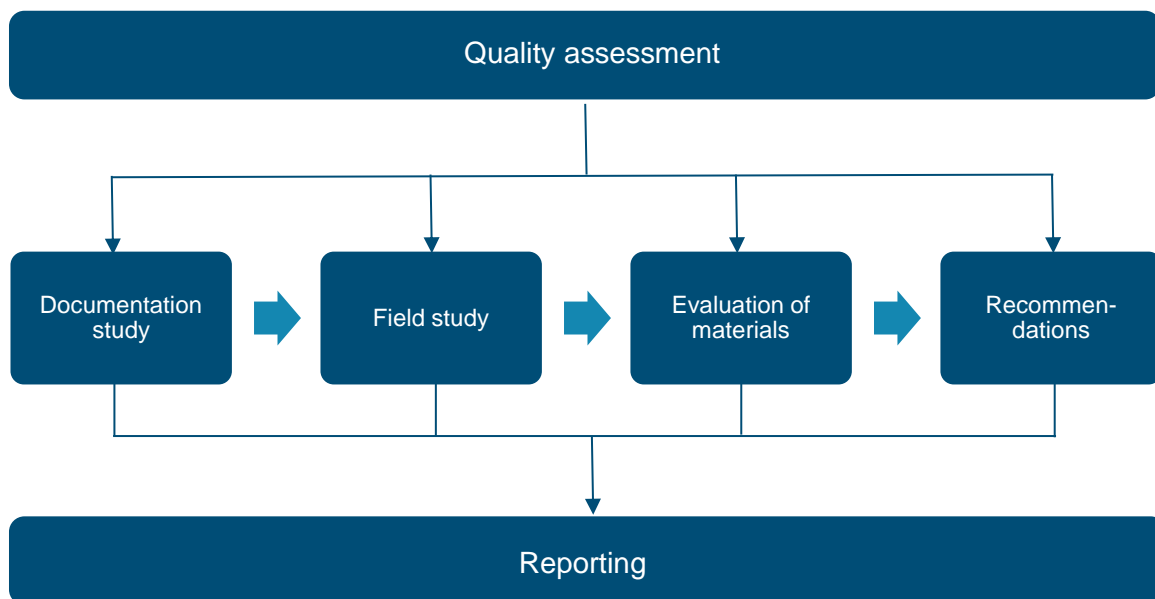 Quality assessment
Documentation
study
Field study
Evaluation of
materials
Recommen-
dations
Reporting